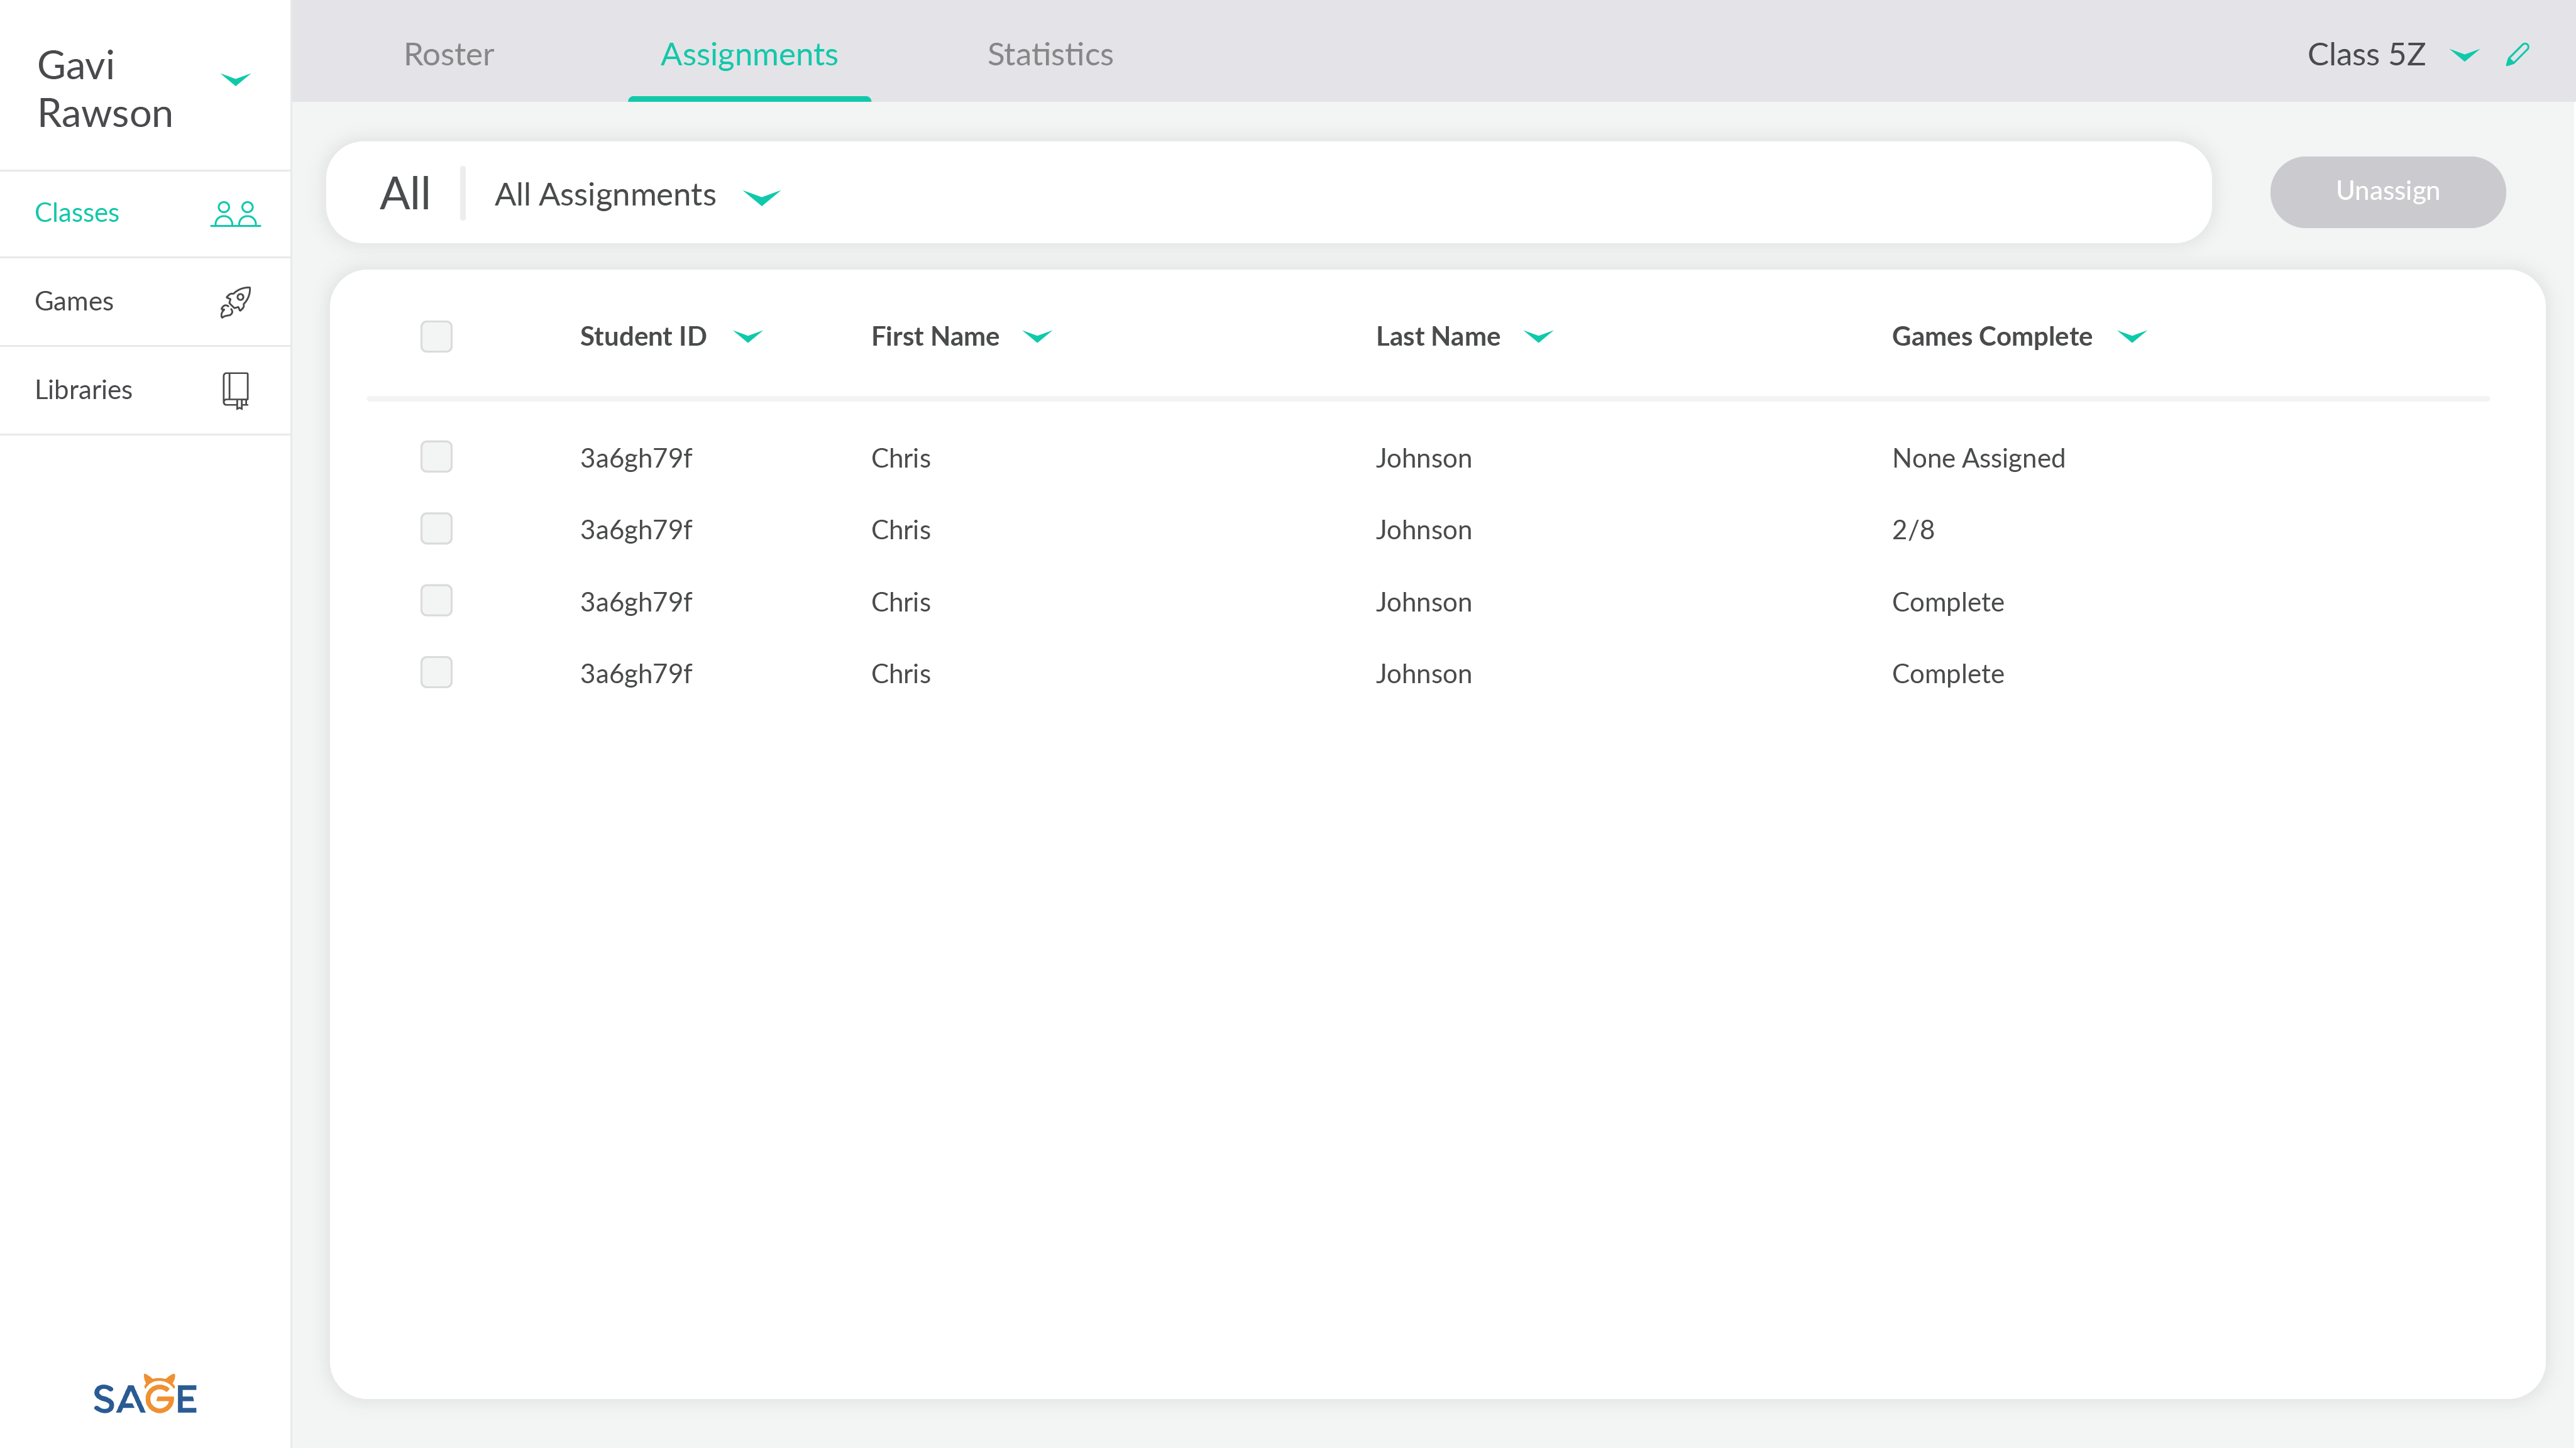 Gavi
Rawson
Classes
Games
Libraries
SAGE
Roster Assignments Statistics Class 5Z
All All Assignments Unassign
Student ID First Name Last Name Games Complete
3a6gh79f Chris Johnson None Assigned
3a6gh79f Chris Johnson 2/8
3a6gh79f Chris Johnson Complete
3a6gh79f Chris Johnson Complete